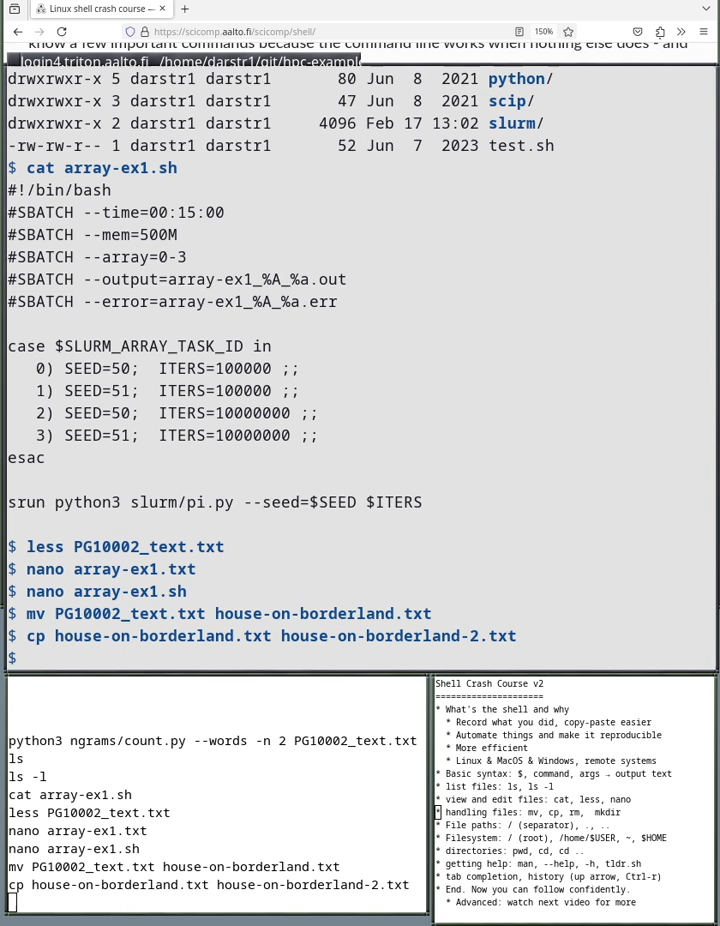 Linux shell crash course —
https://scicomp.aalto.fi/scicomp/shell/
150%
know a few important commands because the command line works when nothing else does - and
login4.triton.aalto.fi /home/darstr1/git/hpc-example
drwxrwxr-x 5 darstr1 darstr1 80 Jun 8 2021 python/
drwxrwxr-x 3 darstr1 darstr1 47 Jun 8 2021 scip/
drwxrwxr-x 2 darstr1 darstr1 4096 Feb 17 13:02 slurm/
-rw-rw-r-- 1 darstr1 darstr1 52 Jun 7 2023 test.sh
$ cat array-ex1.sh
#!/bin/bash
#SBATCH --time=00:15:00
#SBATCH --mem=500M
#SBATCH --array=0-3
#SBATCH --output=array-ex1_%A_%a.out
#SBATCH --error=array-ex1_%A_%a.err
case $SLURM_ARRAY_TASK_ID in
0) SEED=50; ITERS=100000 ;;
1) SEED=51; ITERS=100000 ;;
2) SEED=50; ITERS=10000000 ;;
3) SEED=51; ITERS=10000000 ;;
esac
srun python3 slurm/pi.py --seed=$SEED $ITERS
$ less PG10002_text.txt
$ nano array-ex1.txt
$ nano array-ex1.sh
$ mv PG10002_text.txt house-on-borderland.txt
$ cp house-on-borderland.txt house-on-borderland-2.txt
$
python3 ngrams/count.py --words -n 2 PG10002_text.txt
ls
ls -l
cat array-ex1.sh
less PG10002_text.txt
nano array-ex1.txt
nano array-ex1.sh
mv PG10002_text.txt house-on-borderland.txt
cp house-on-borderland.txt house-on-borderland-2.txt
Shell Crash Course v2
=====================
* What's the shell and why
* Record what you did, copy-paste easier
* Automate things and make it reproducible
* More efficient
* Linux & MacOS & Windows, remote systems
* Basic syntax: $, command, args → output text
* list files: ls, ls -l
* view and edit files: cat, less, nano
* handling files: mv, cp, rm, mkdir
* File paths: / (separator), ., ..
* Filesystem: / (root), /home/$USER, ~, $HOME
* directories: pwd, cd, cd ..
* getting help: man, --help, -h, tldr.sh
* tab completion, history (up arrow, Ctrl-r)
* End. Now you can follow confidently.
* Advanced: watch next video for more